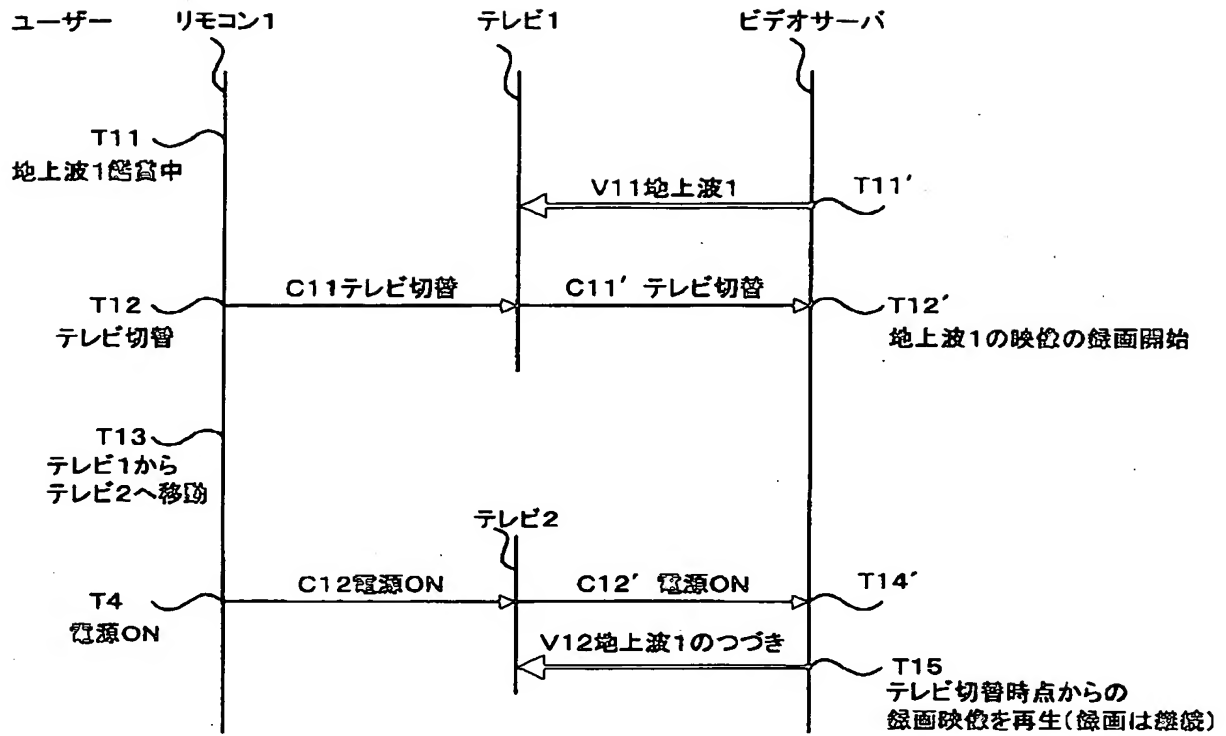 ユーザー リモコン1 テレビ1 ビデオサーバ
T11
地上波1鑑賞中
V11地上波1
T11′
C11テレビ切替
C11′ テレビ切替
T12
テレビ切替
T12′
地上波1の映像の録画開始
T13
テレビ1から
テレビ2へ移動
テレビ2
C12電源ON
C12′ 電源ON
T4
電源ON
T14′
V12地上波1のつづき
T15
テレビ切替時点からの
録画映像を再生(録画は継続)